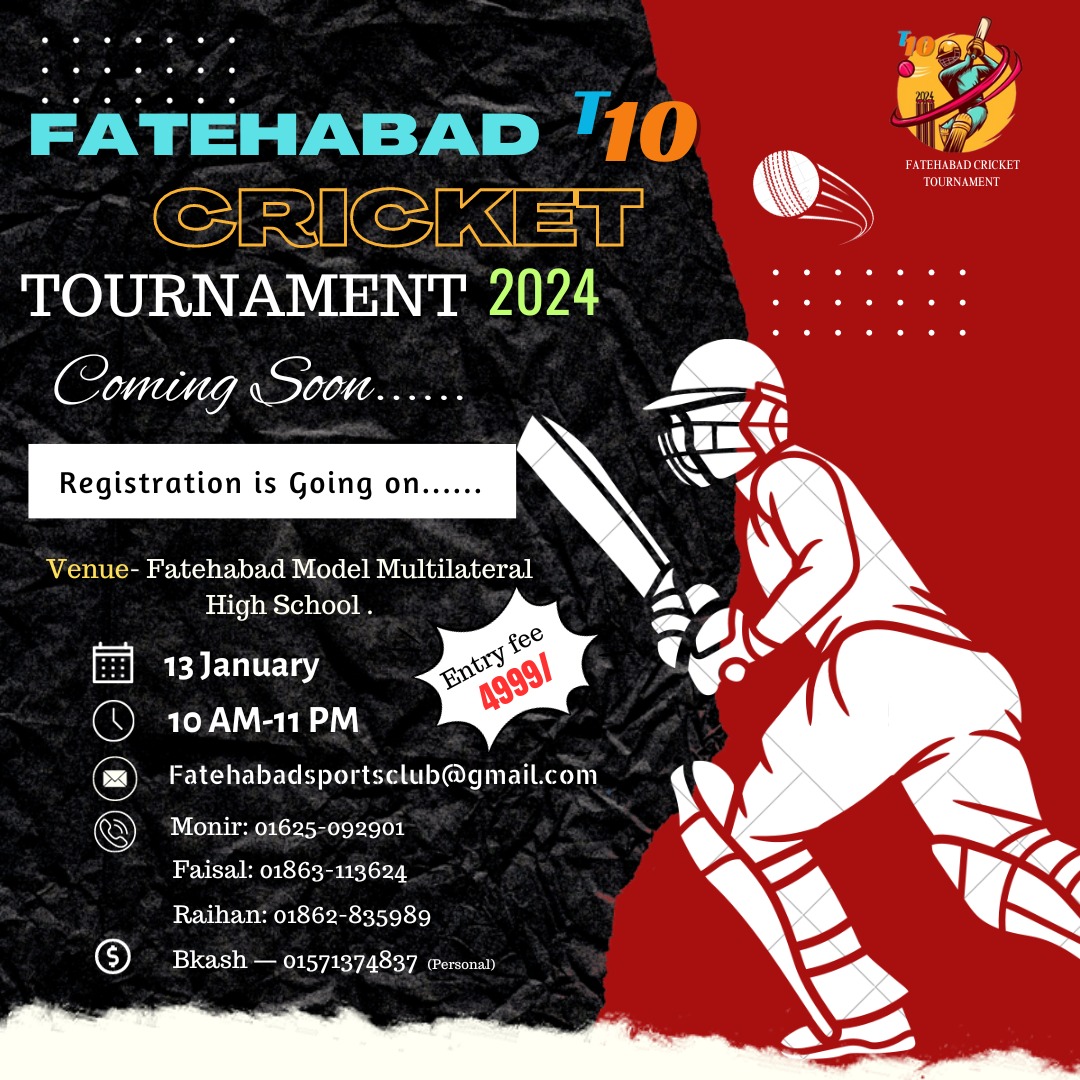 T10
2024
FATEHABAD CRICKET
TOURNAMENT
FATEHABAD T10
CRICKET
TOURNAMENT 2024
Coming Soon......
Registration is Going on......
Venue- Fatehabad Model Multilateral
High School .
Entry fee
4999/
13 January
10 AM-11 PM
Fatehabadsportsclub@gmail.com
Monir: 01625-092901
Faisal: 01863-113624
Raihan: 01862-835989
Bkash — 01571374837 (Personal)